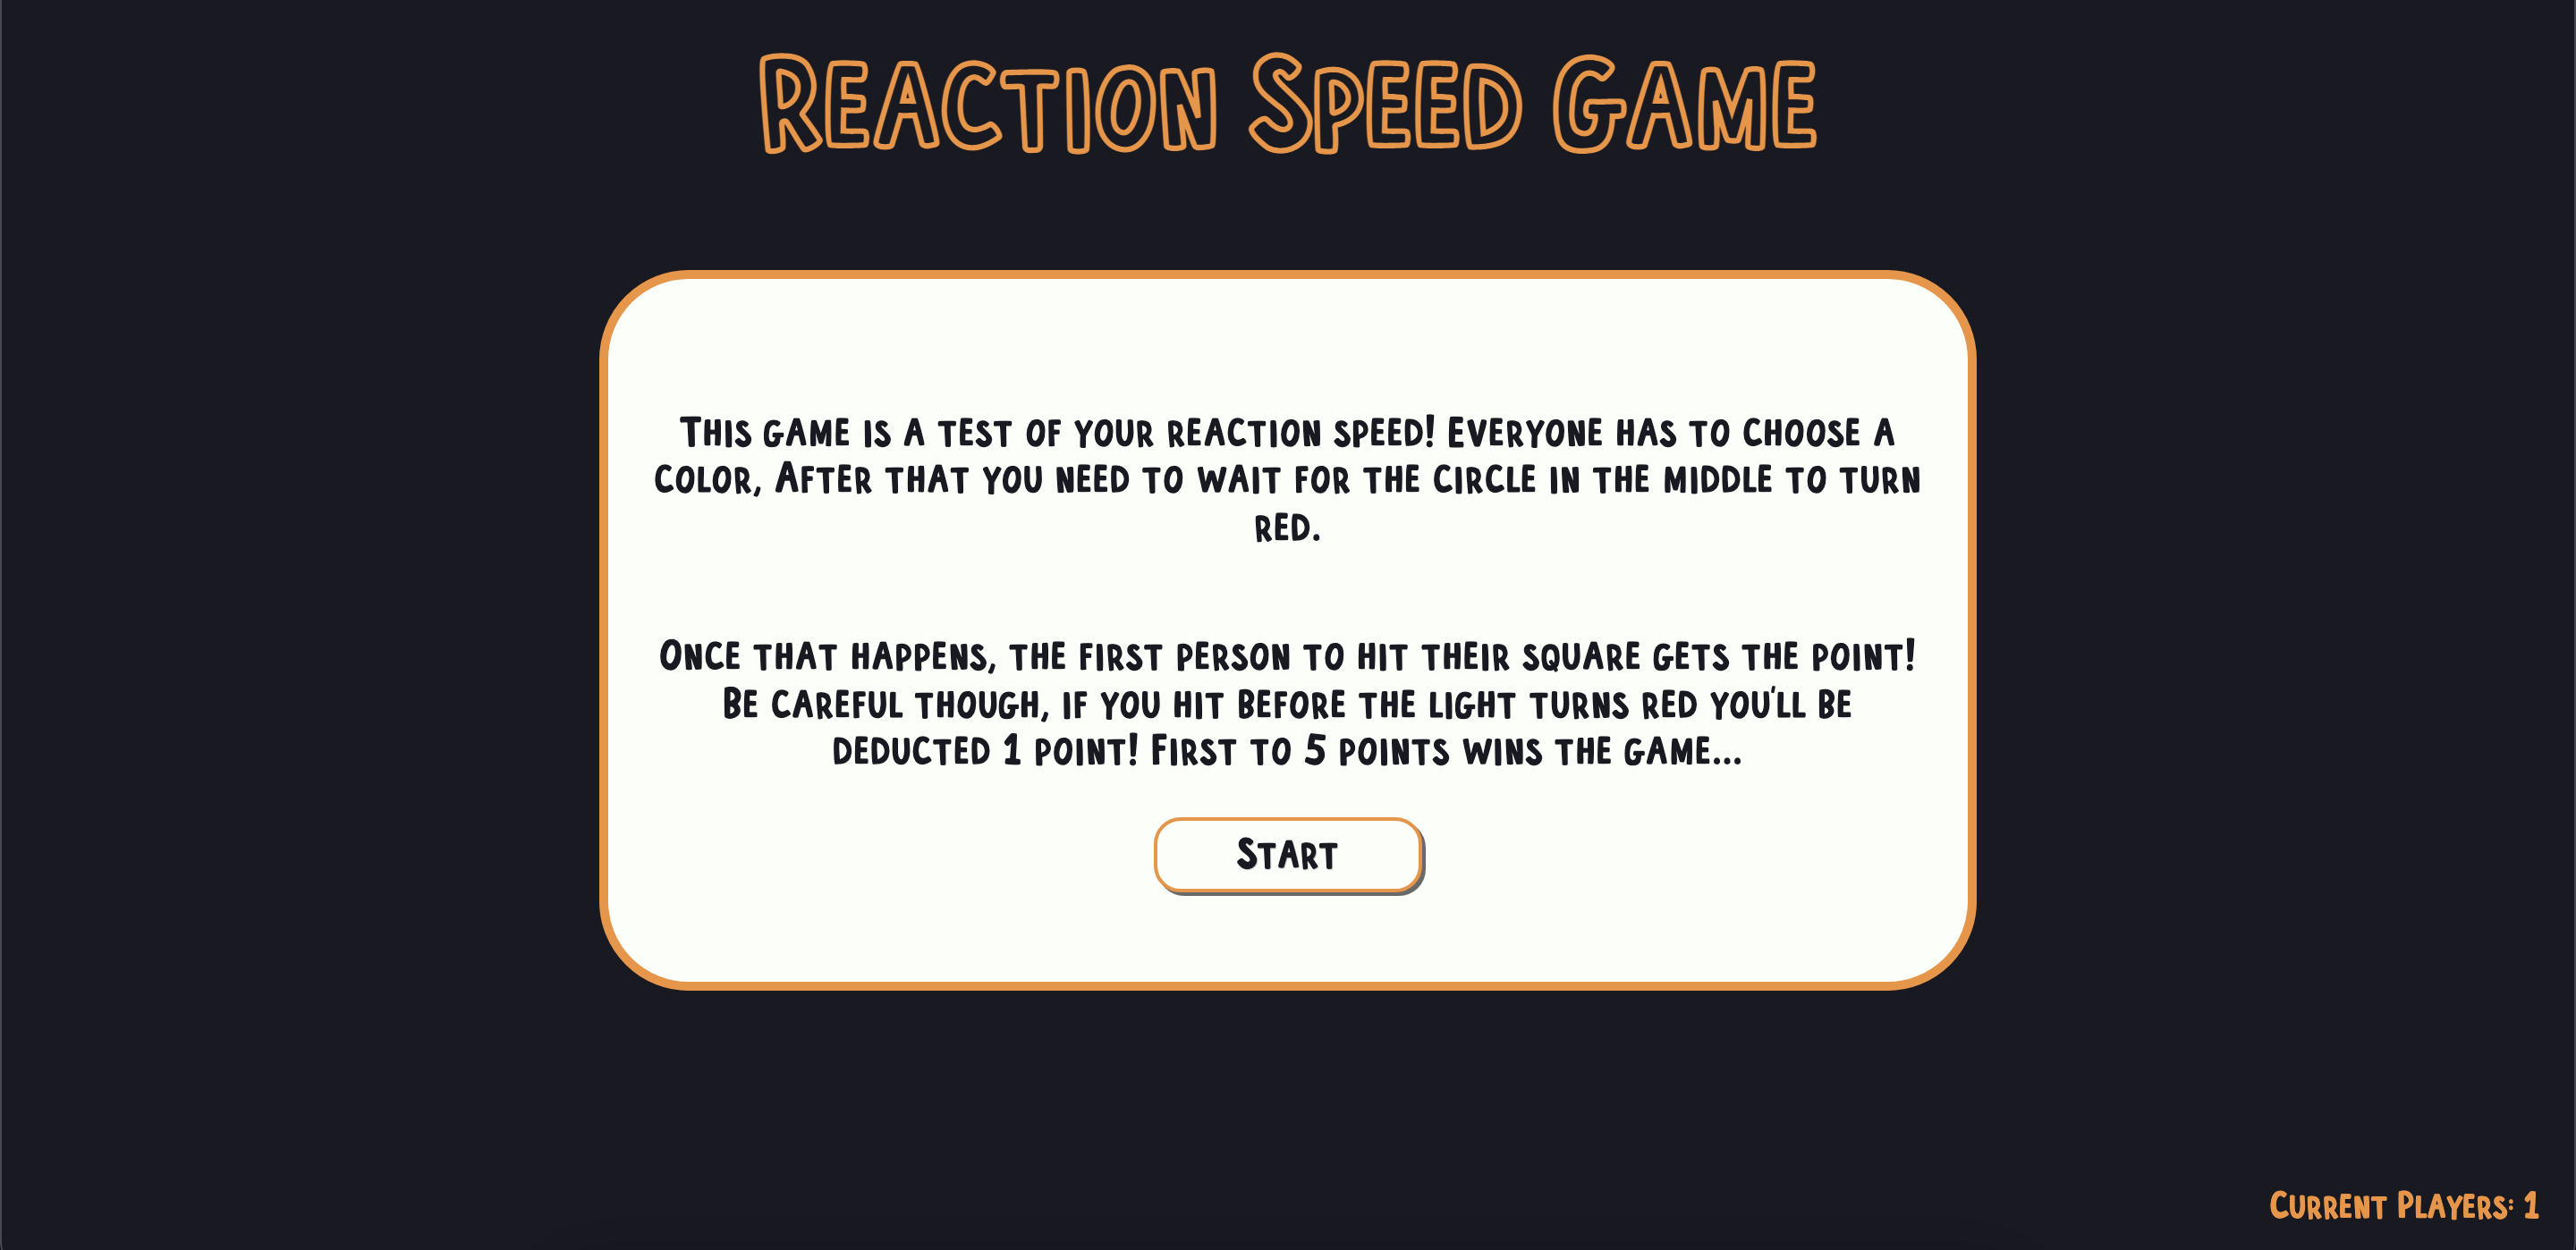 Reaction Speed Game
This game is a test of your reaction speed! Everyone has to choose a
color, After that you need to wait for the circle in the middle to turn
red.
Once that happens, the first person to hit their square gets the point!
Be careful though, if you hit before the light turns red you'll be
deducted 1 point! First to 5 points wins the game...
Start
Current Players: 1